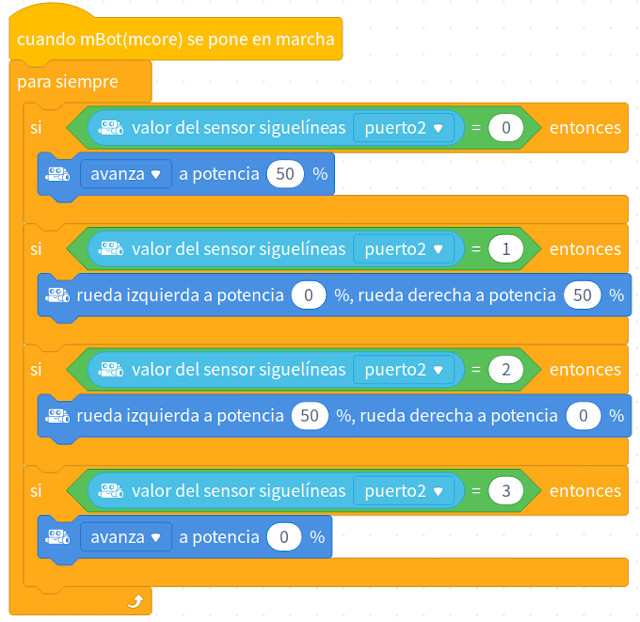 cuando mBot(mcore) se pone en marcha
para siempre
si valor del sensor siguelíneas puerto2 = 0 entonces
avanza a potencia 50 %
si valor del sensor siguelíneas puerto2 = 1 entonces
rueda izquierda a potencia 0 %, rueda derecha a potencia 50 %
si valor del sensor siguelíneas puerto2 = 2 entonces
rueda izquierda a potencia 50 %, rueda derecha a potencia 0 %
si valor del sensor siguelíneas puerto2 = 3 entonces
avanza a potencia 0 %